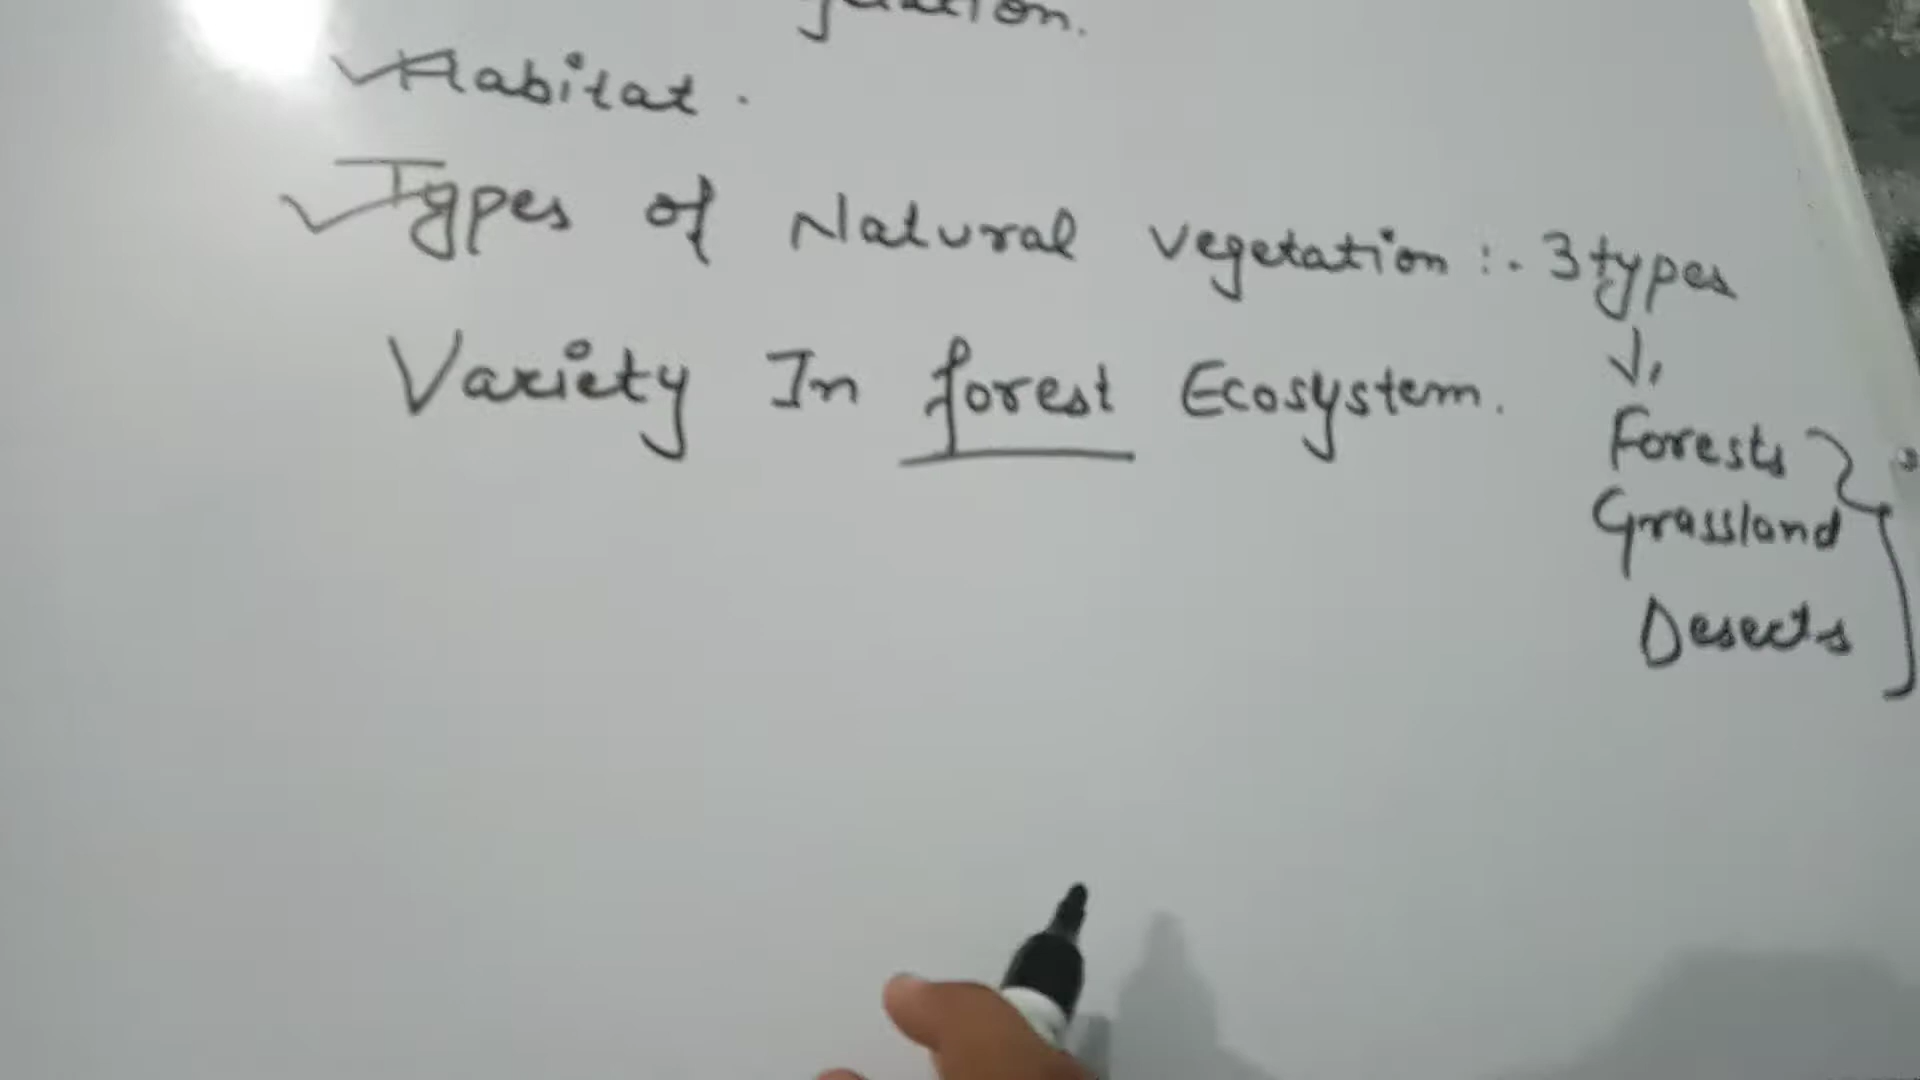 Habitat.
Types of Natural vegetation :- 3 types
Variety In forest Ecosystem.
Forests
Grassland
Deserts